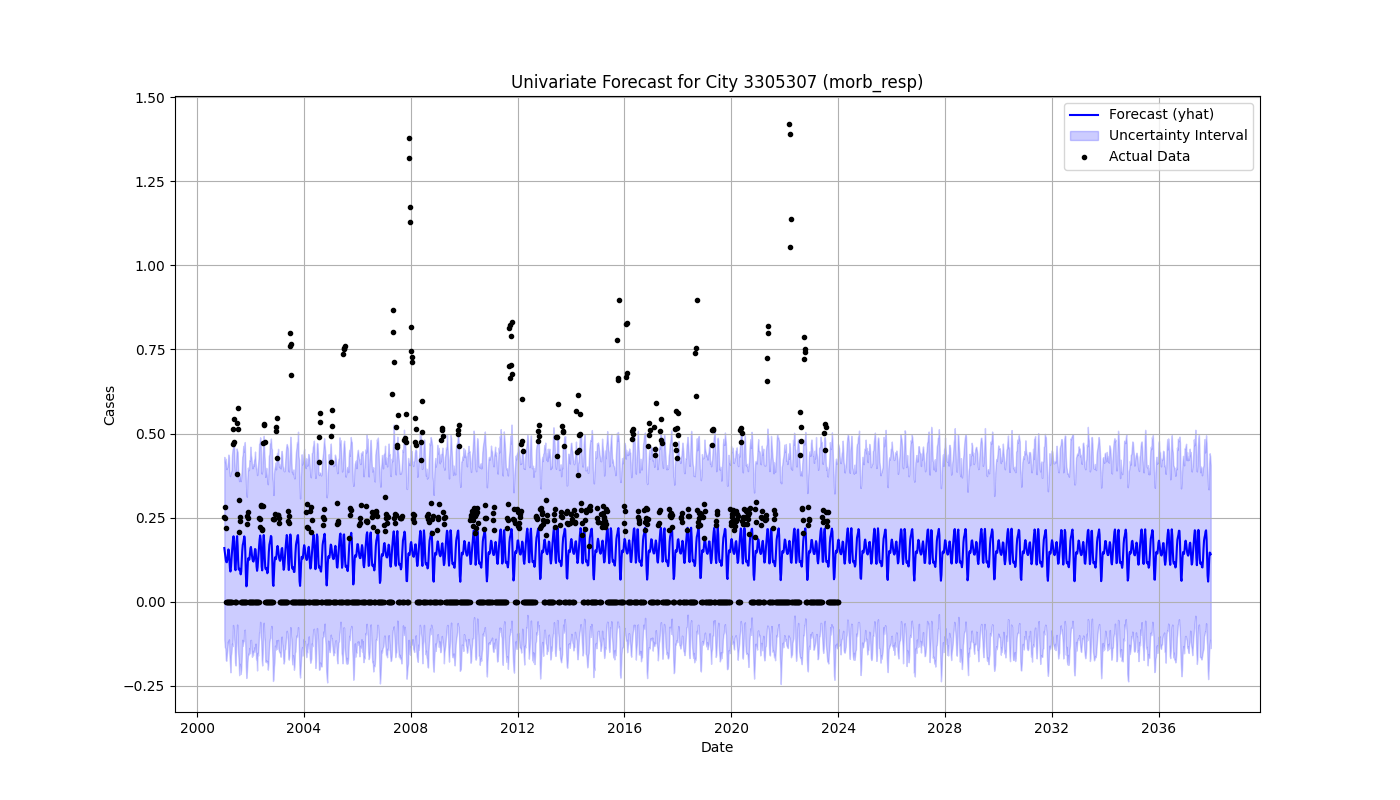 Univariate Forecast for City 3305307 (morb_resp)
1.50
1.25
1.00
0.75
0.50
0.25
0.00
−0.25
Cases
Forecast (yhat)
Uncertainty Interval
Actual Data
2000 2004 2008 2012 2016 2020 2024 2028 2032 2036
Date